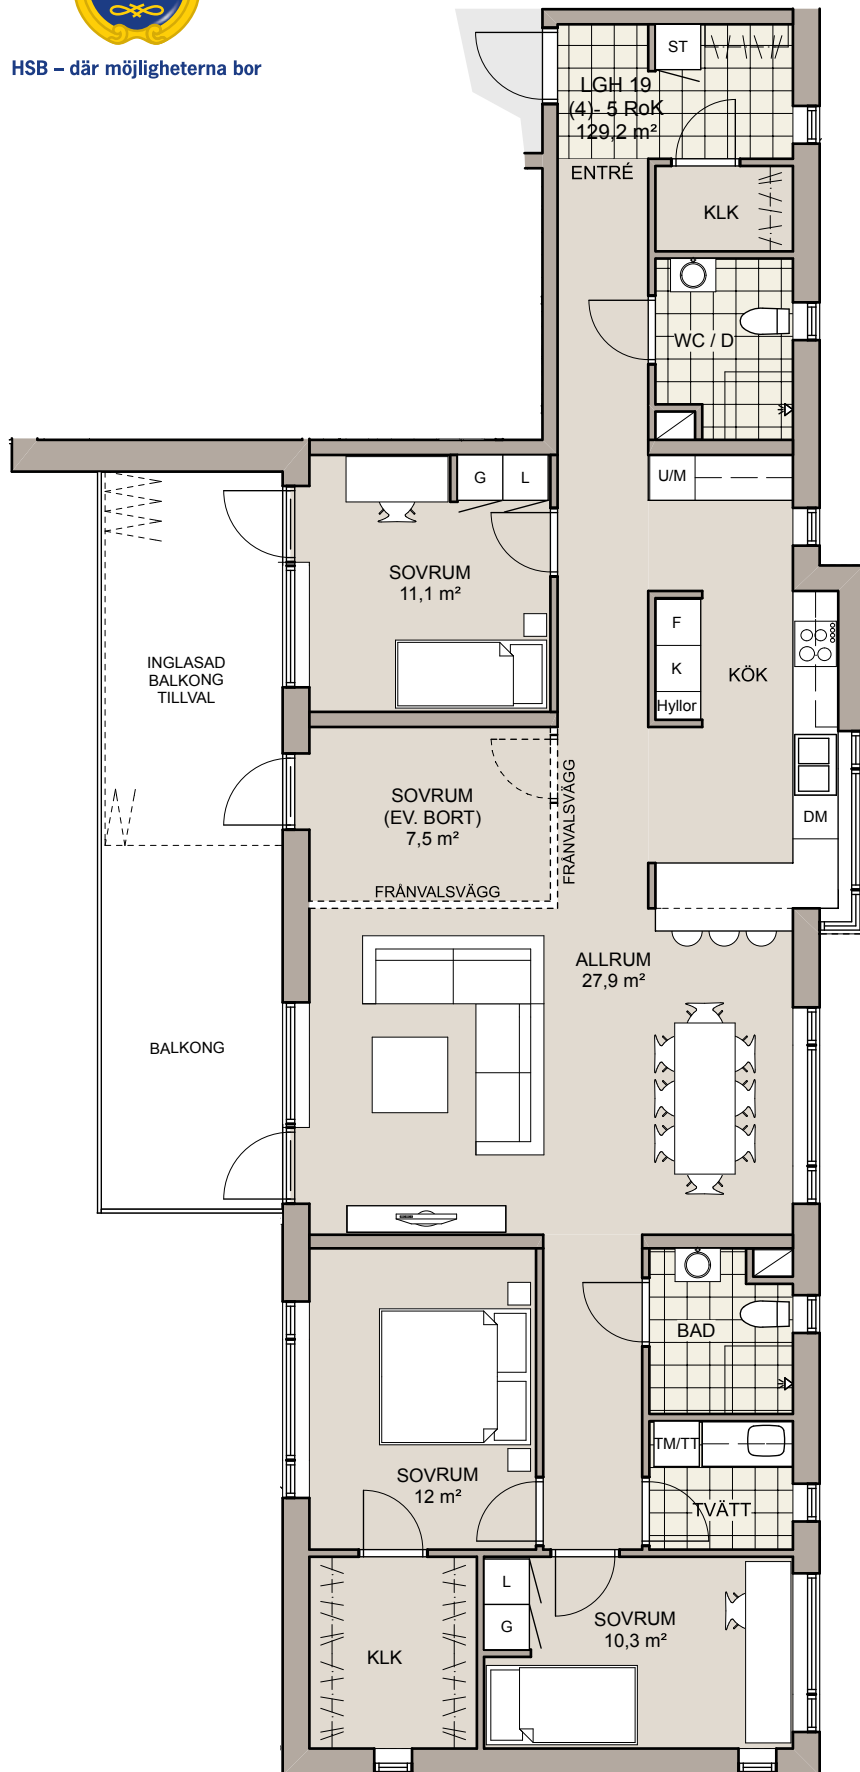 HSB – där möjligheterna bor
ST
LGH 19
(4)- 5 RoK
129,2 m²
ENTRÉ
KLK
WC / D
G
L
U/M
SOVRUM
11,1 m²
F
K
Hyllor
KÖK
INGLASAD
BALKONG
TILLVAL
SOVRUM
(EV. BORT)
7,5 m²
FRÅNVALSVÄGG
FRÅNVALSVÄGG
DM
ALLRUM
27,9 m²
BALKONG
BAD
TM/TT
SOVRUM
12 m²
TVÄTT
L
G
SOVRUM
10,3 m²
KLK